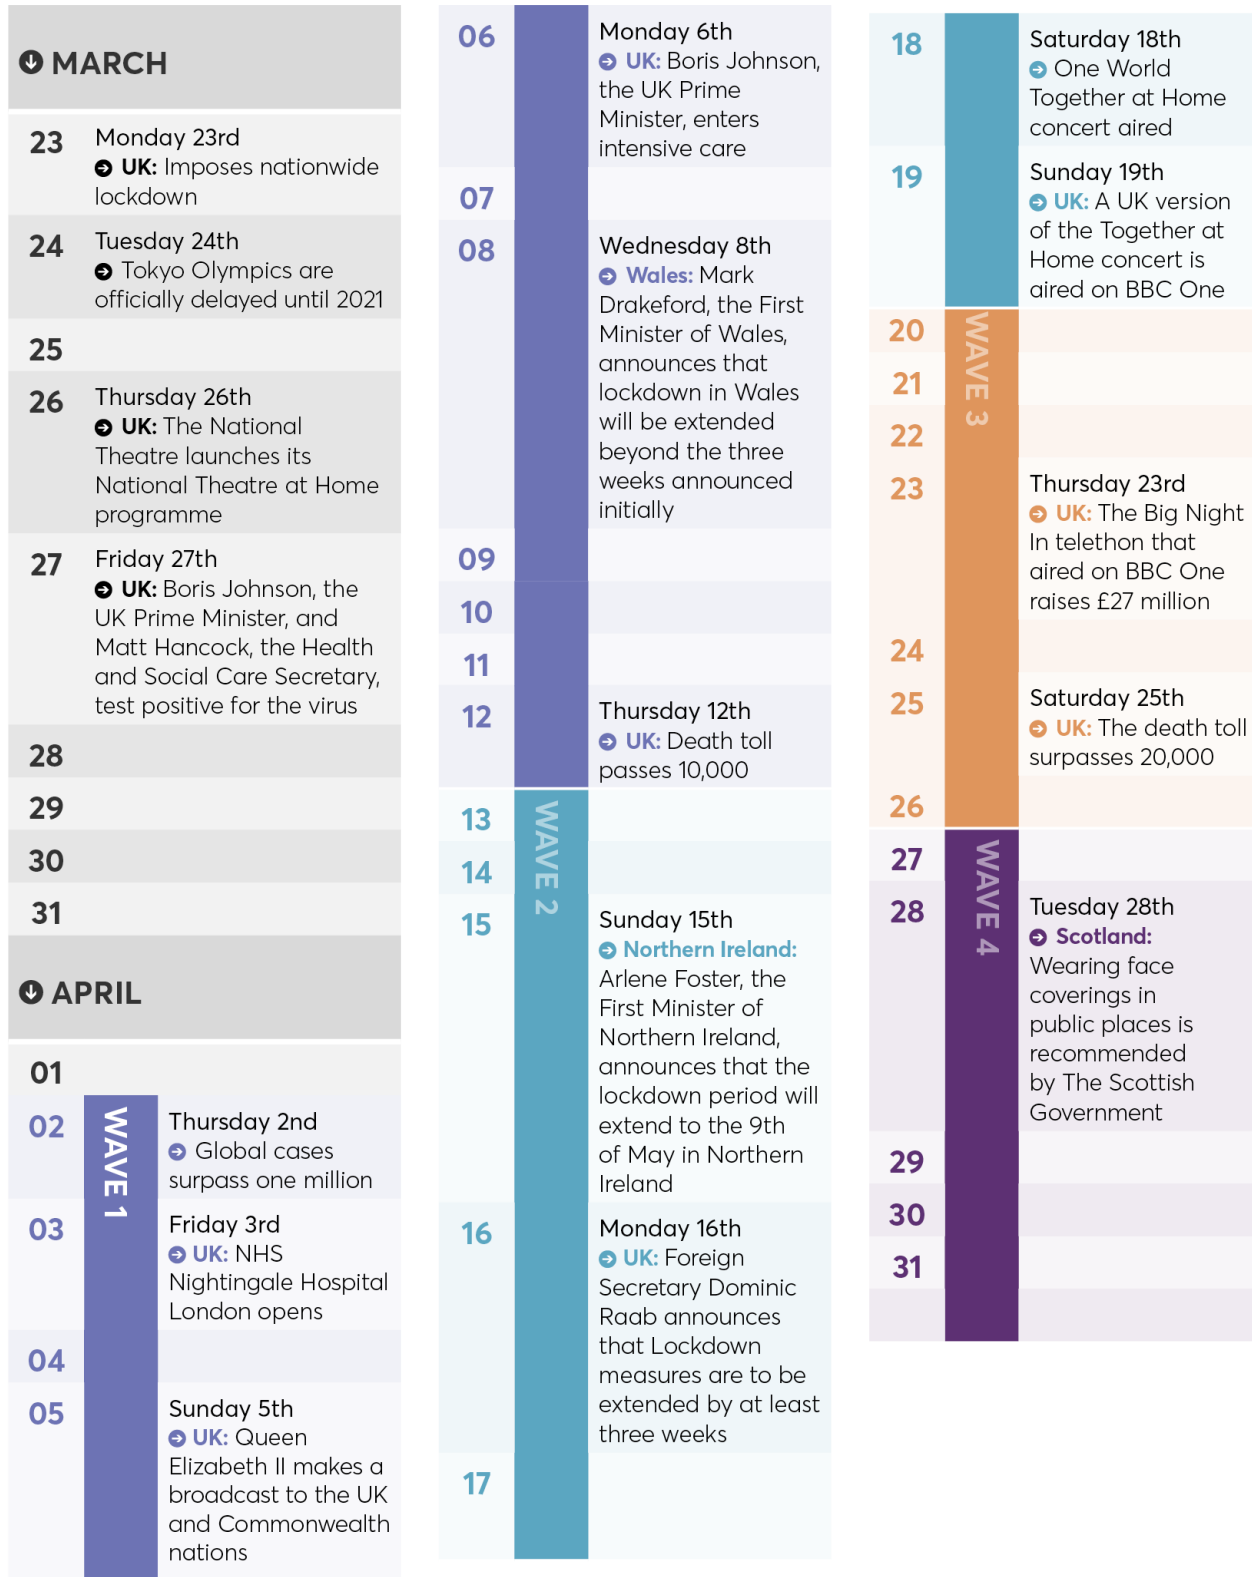 MARCH
23
Monday 23rd
UK: Imposes nationwide
lockdown
24
Tuesday 24th
Tokyo Olympics are
officially delayed until 2021
25
26
Thursday 26th
UK: The National
Theatre launches its
National Theatre at Home
programme
27
Friday 27th
UK: Boris Johnson, the
UK Prime Minister, and
Matt Hancock, the Health
and Social Care Secretary,
test positive for the virus
28
29
30
31
APRIL
01
WAVE 1
02
Thursday 2nd
Global cases
surpass one million
03
Friday 3rd
UK: NHS
Nightingale Hospital
London opens
04
05
Sunday 5th
UK: Queen
Elizabeth II makes a
broadcast to the UK
and Commonwealth
nations
06
Monday 6th
UK: Boris Johnson,
the UK Prime
Minister, enters
intensive care
07
08
Wednesday 8th
Wales: Mark
Drakeford, the First
Minister of Wales,
announces that
lockdown in Wales
will be extended
beyond the three
weeks announced
initially
09
10
11
12
Thursday 12th
UK: Death toll
passes 10,000
WAVE 2
13
14
15
Sunday 15th
Northern Ireland:
Arlene Foster, the
First Minister of
Northern Ireland,
announces that the
lockdown period will
extend to the 9th
of May in Northern
Ireland
16
Monday 16th
UK: Foreign
Secretary Dominic
Raab announces
that Lockdown
measures are to be
extended by at least
three weeks
17
18
Saturday 18th
One World
Together at Home
concert aired
19
Sunday 19th
UK: A UK version
of the Together at
Home concert is
aired on BBC One
WAVE 3
20
21
22
23
Thursday 23rd
UK: The Big Night
In telethon that
aired on BBC One
raises £27 million
24
25
Saturday 25th
UK: The death toll
surpasses 20,000
26
WAVE 4
27
28
Tuesday 28th
Scotland:
Wearing face
coverings in
public places is
recommended
by The Scottish
Government
29
30
31